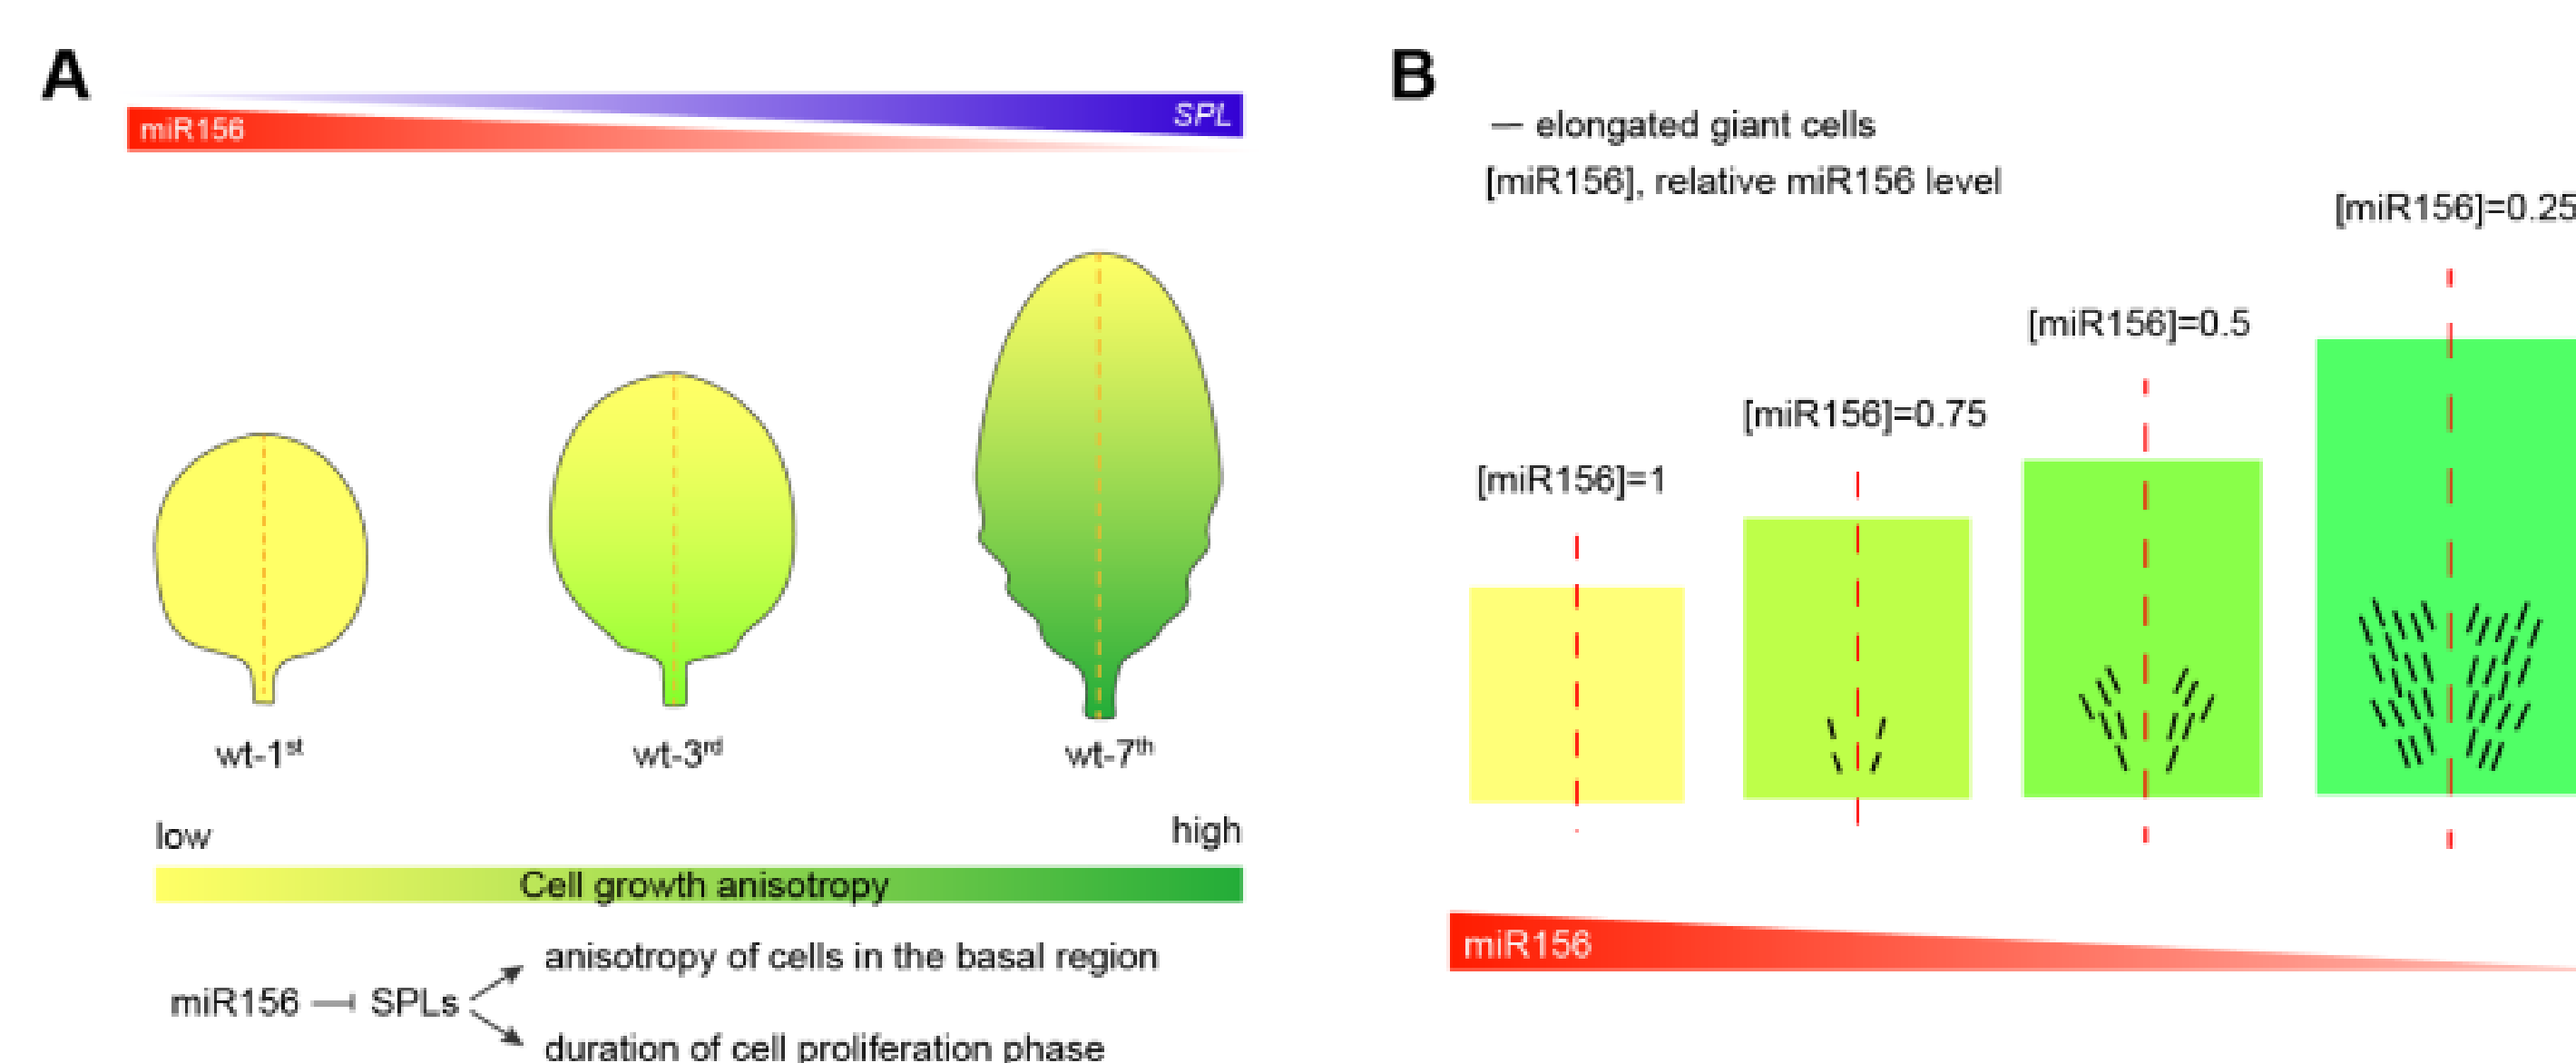 A
SPL
miR156
wt-1st
wt-3rd
wt-7th
low
high
Cell growth anisotropy
anisotropy of cells in the basal region
miR156 ⊣ SPLs
duration of cell proliferation phase
B
— elongated giant cells
[miR156], relative miR156 level
[miR156]=0.25
[miR156]=0.5
[miR156]=0.75
[miR156]=1
miR156